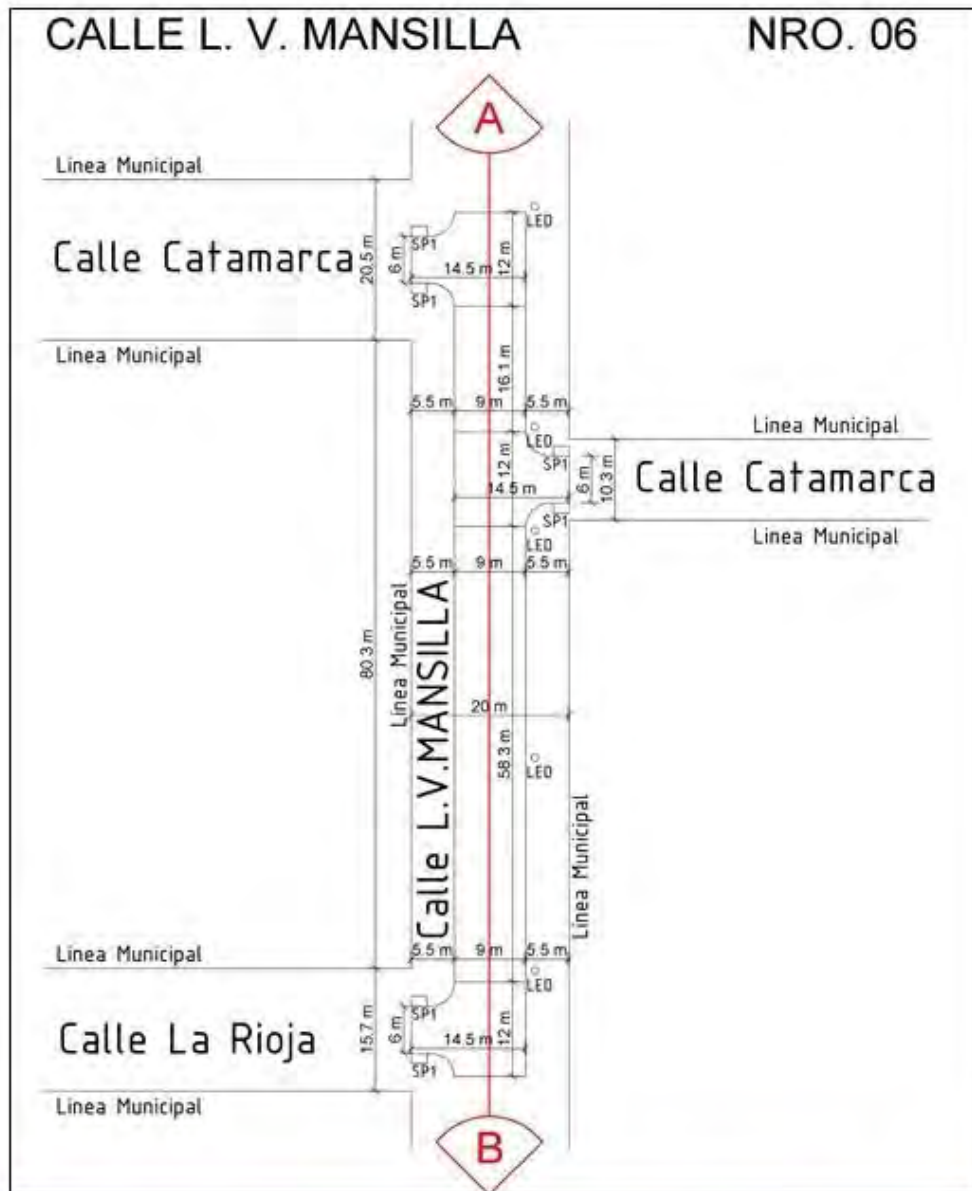 CALLE L. V. MANSILLA NRO. 06
A
Linea Municipal
LED
SP1
Calle Catamarca
20.5 m
6 m
14.5 m
12 m
SP1
Linea Municipal
16.1 m
5.5 m 9 m 5.5 m
LED
Linea Municipal
SP1
12 m
14.5 m
6 m
10.3 m
Calle Catamarca
SP1
LED
Linea Municipal
5.5 m 9 m 5.5 m
Linea Municipal
Calle L.V.MANSILLA
80.3 m
20 m
58.3 m
LED
Linea Municipal
5.5 m 9 m 5.5 m
Linea Municipal
LED
SP1
Calle La Rioja
15.7 m
6 m
14.5 m
12 m
SP1
Linea Municipal
B